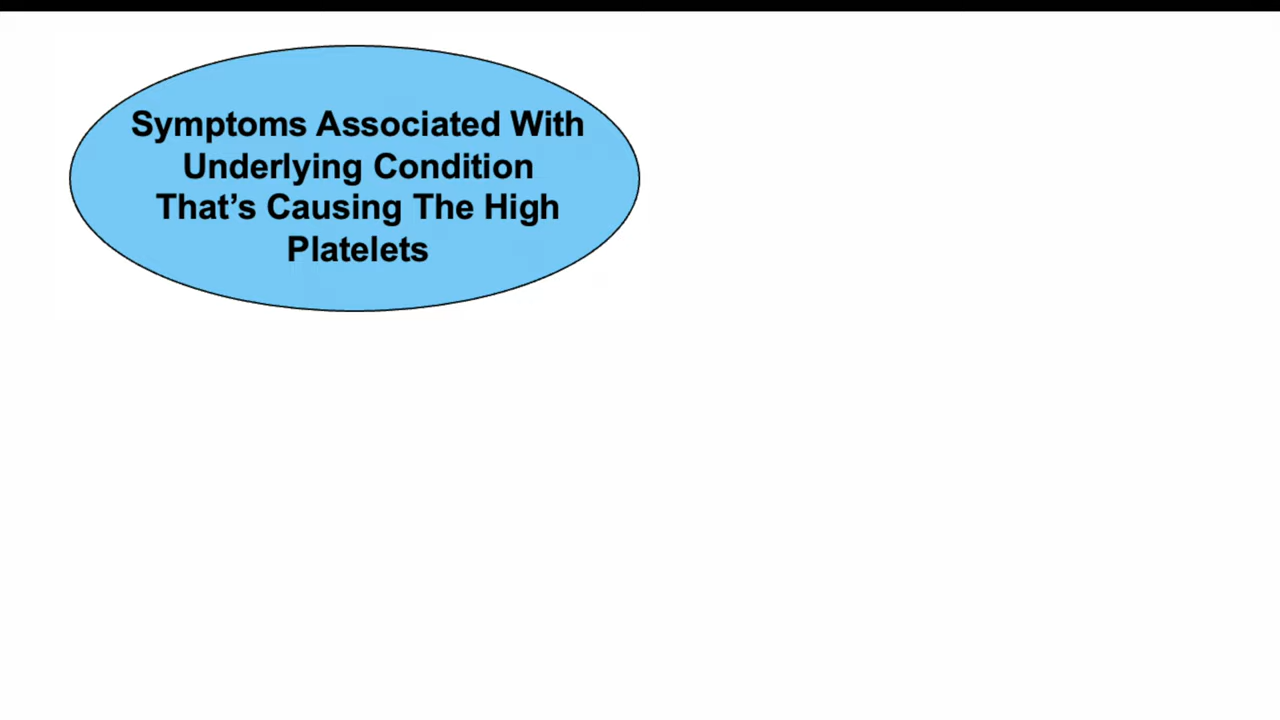 Symptoms Associated With
Underlying Condition
That’s Causing The High
Platelets